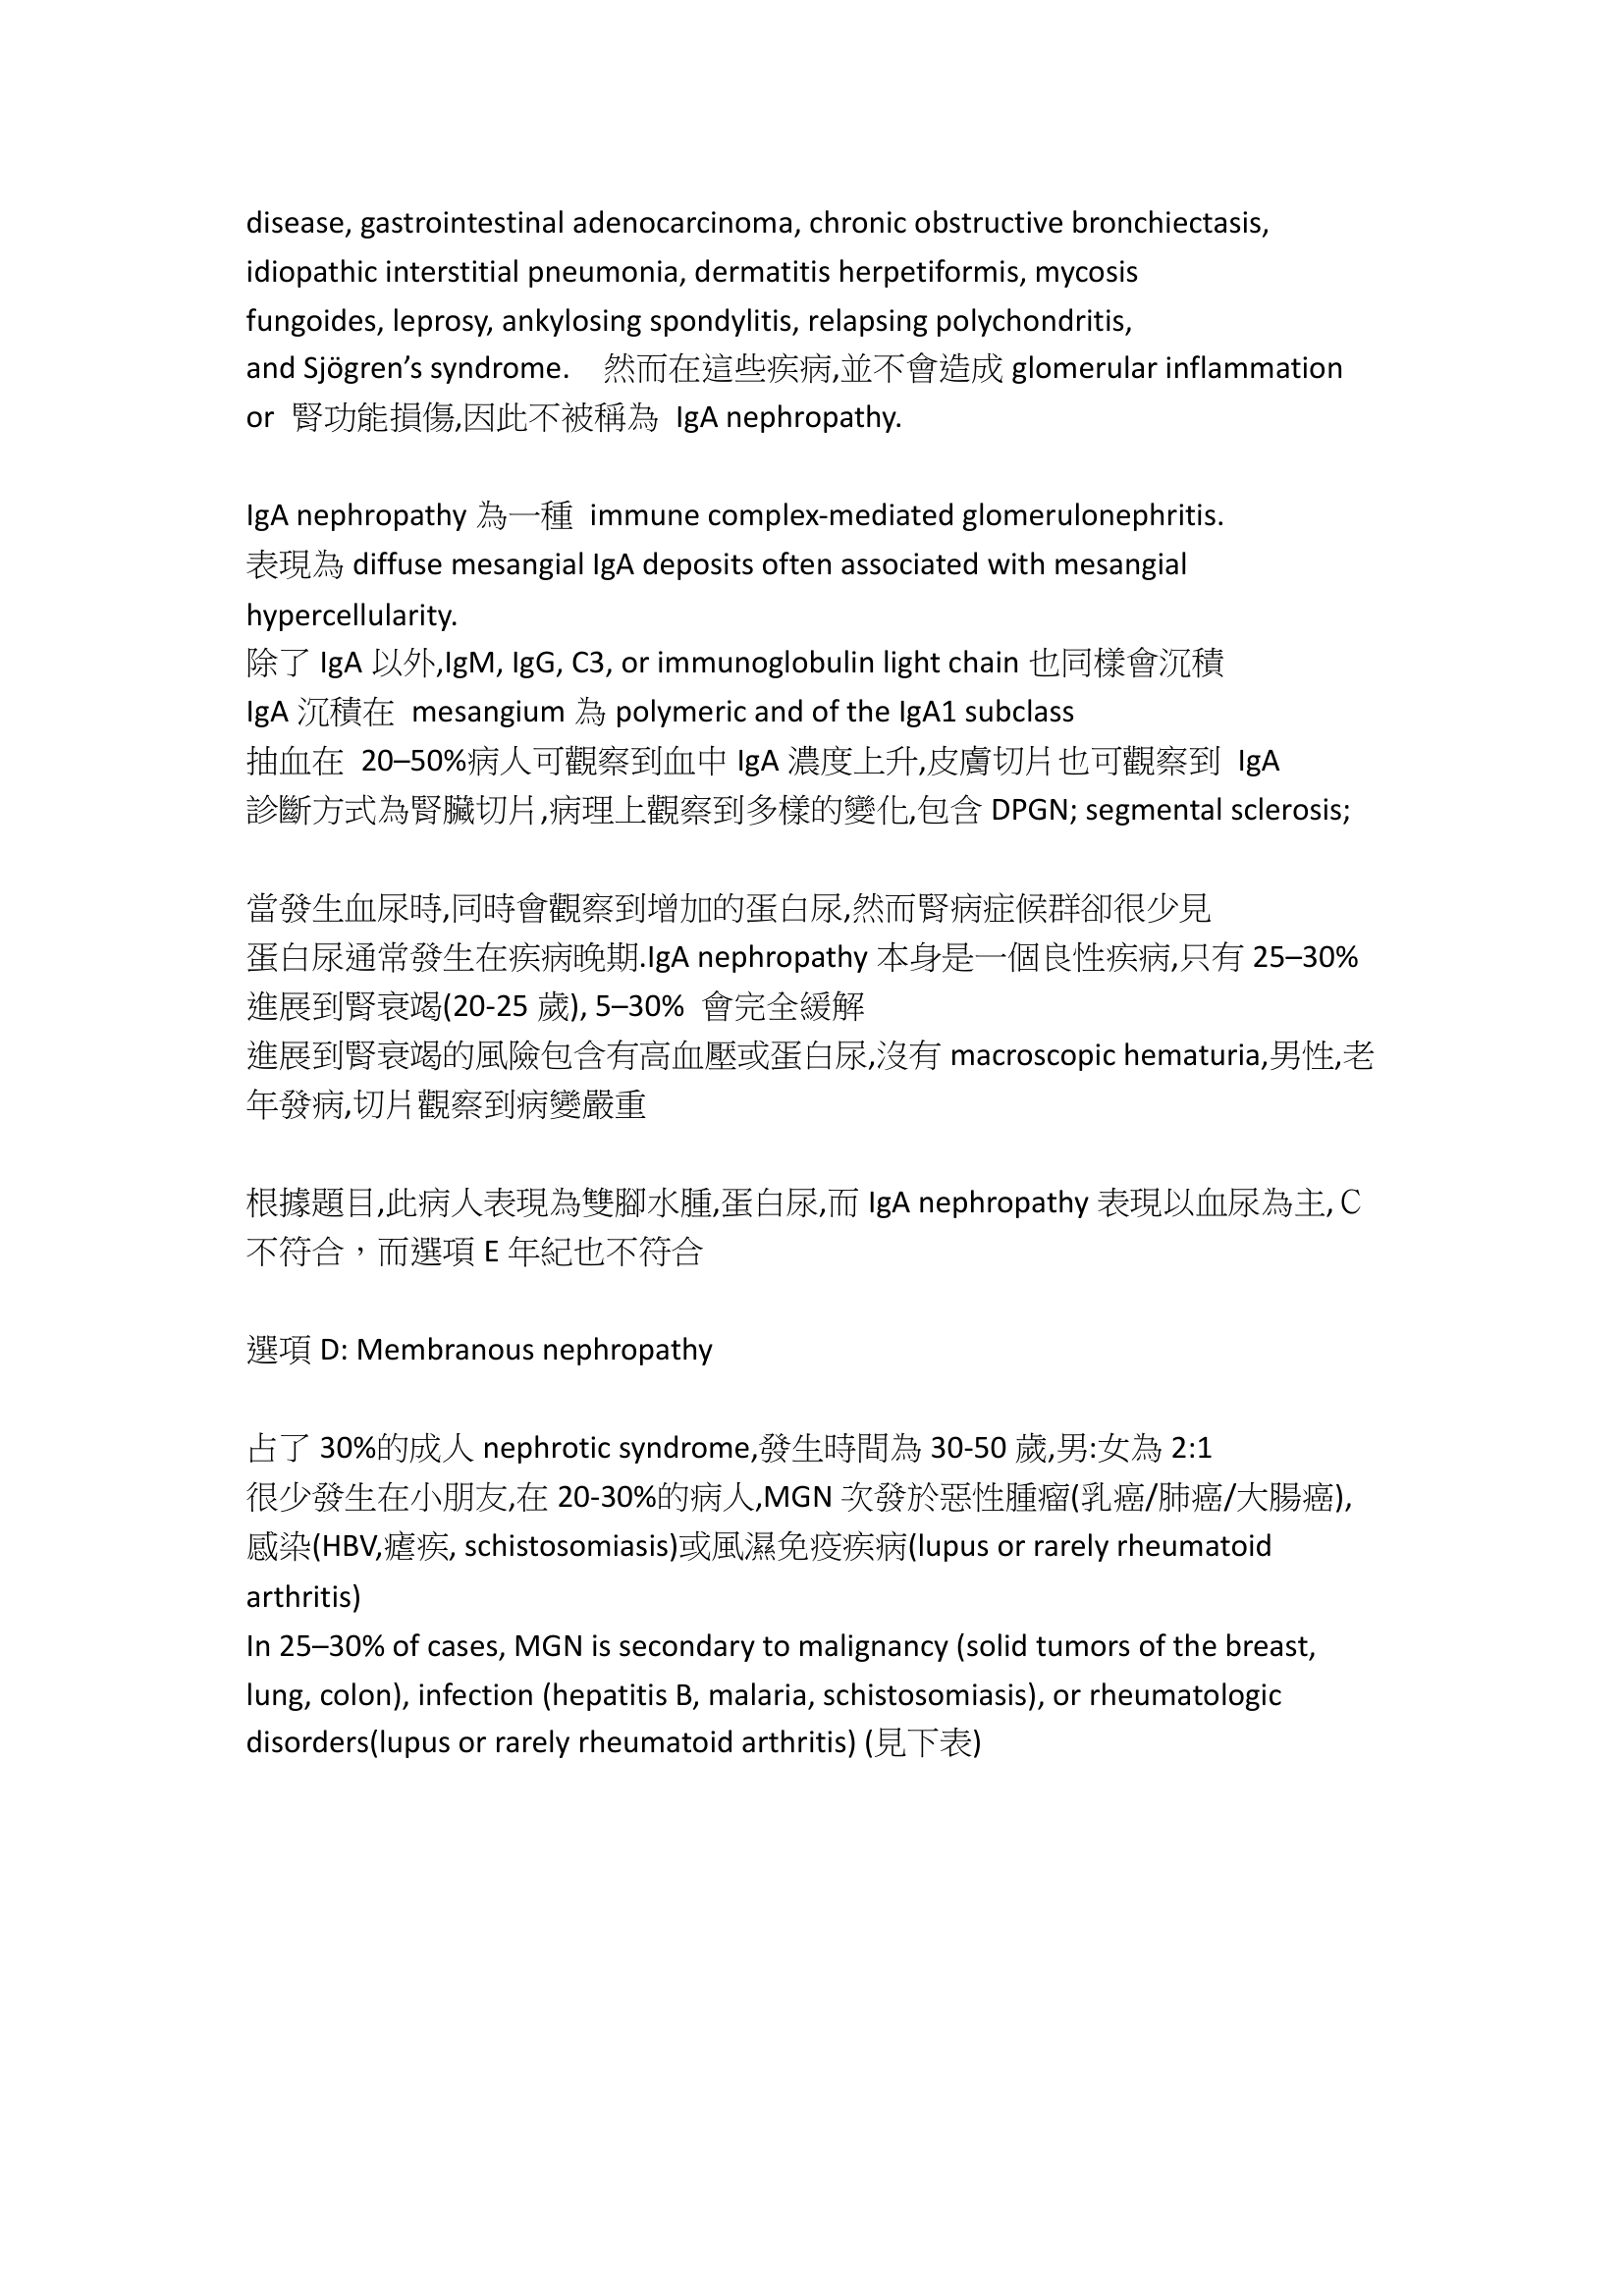 disease, gastrointestinal adenocarcinoma, chronic obstructive bronchiectasis,
idiopathic interstitial pneumonia, dermatitis herpetiformis, mycosis
fungoides, leprosy, ankylosing spondylitis, relapsing polychondritis,
and Sjögren’s syndrome. 然而在這些疾病,並不會造成 glomerular inflammation
or 腎功能損傷,因此不被稱為 IgA nephropathy.
IgA nephropathy 為一種 immune complex-mediated glomerulonephritis.
表現為 diffuse mesangial IgA deposits often associated with mesangial
hypercellularity.
除了 IgA 以外,IgM, IgG, C3, or immunoglobulin light chain 也同樣會沉積
IgA 沉積在 mesangium 為 polymeric and of the IgA1 subclass
抽血在 20–50%病人可觀察到血中 IgA 濃度上升,皮膚切片也可觀察到 IgA
診斷方式為腎臟切片,病理上觀察到多樣的變化,包含 DPGN; segmental sclerosis;
當發生血尿時,同時會觀察到增加的蛋白尿,然而腎病症候群卻很少見
蛋白尿通常發生在疾病晚期.IgA nephropathy 本身是一個良性疾病,只有 25–30%
進展到腎衰竭(20-25 歲), 5–30% 會完全緩解
進展到腎衰竭的風險包含有高血壓或蛋白尿,沒有 macroscopic hematuria,男性,老
年發病,切片觀察到病變嚴重
根據題目,此病人表現為雙腳水腫,蛋白尿,而 IgA nephropathy 表現以血尿為主, C
不符合，而選項 E 年紀也不符合
選項 D: Membranous nephropathy
占了 30%的成人 nephrotic syndrome,發生時間為 30-50 歲,男:女為 2:1
很少發生在小朋友,在 20-30%的病人,MGN 次發於惡性腫瘤(乳癌/肺癌/大腸癌),
感染(HBV,瘧疾, schistosomiasis)或風濕免疫疾病(lupus or rarely rheumatoid
arthritis)
In 25–30% of cases, MGN is secondary to malignancy (solid tumors of the breast,
lung, colon), infection (hepatitis B, malaria, schistosomiasis), or rheumatologic
disorders(lupus or rarely rheumatoid arthritis) (見下表)